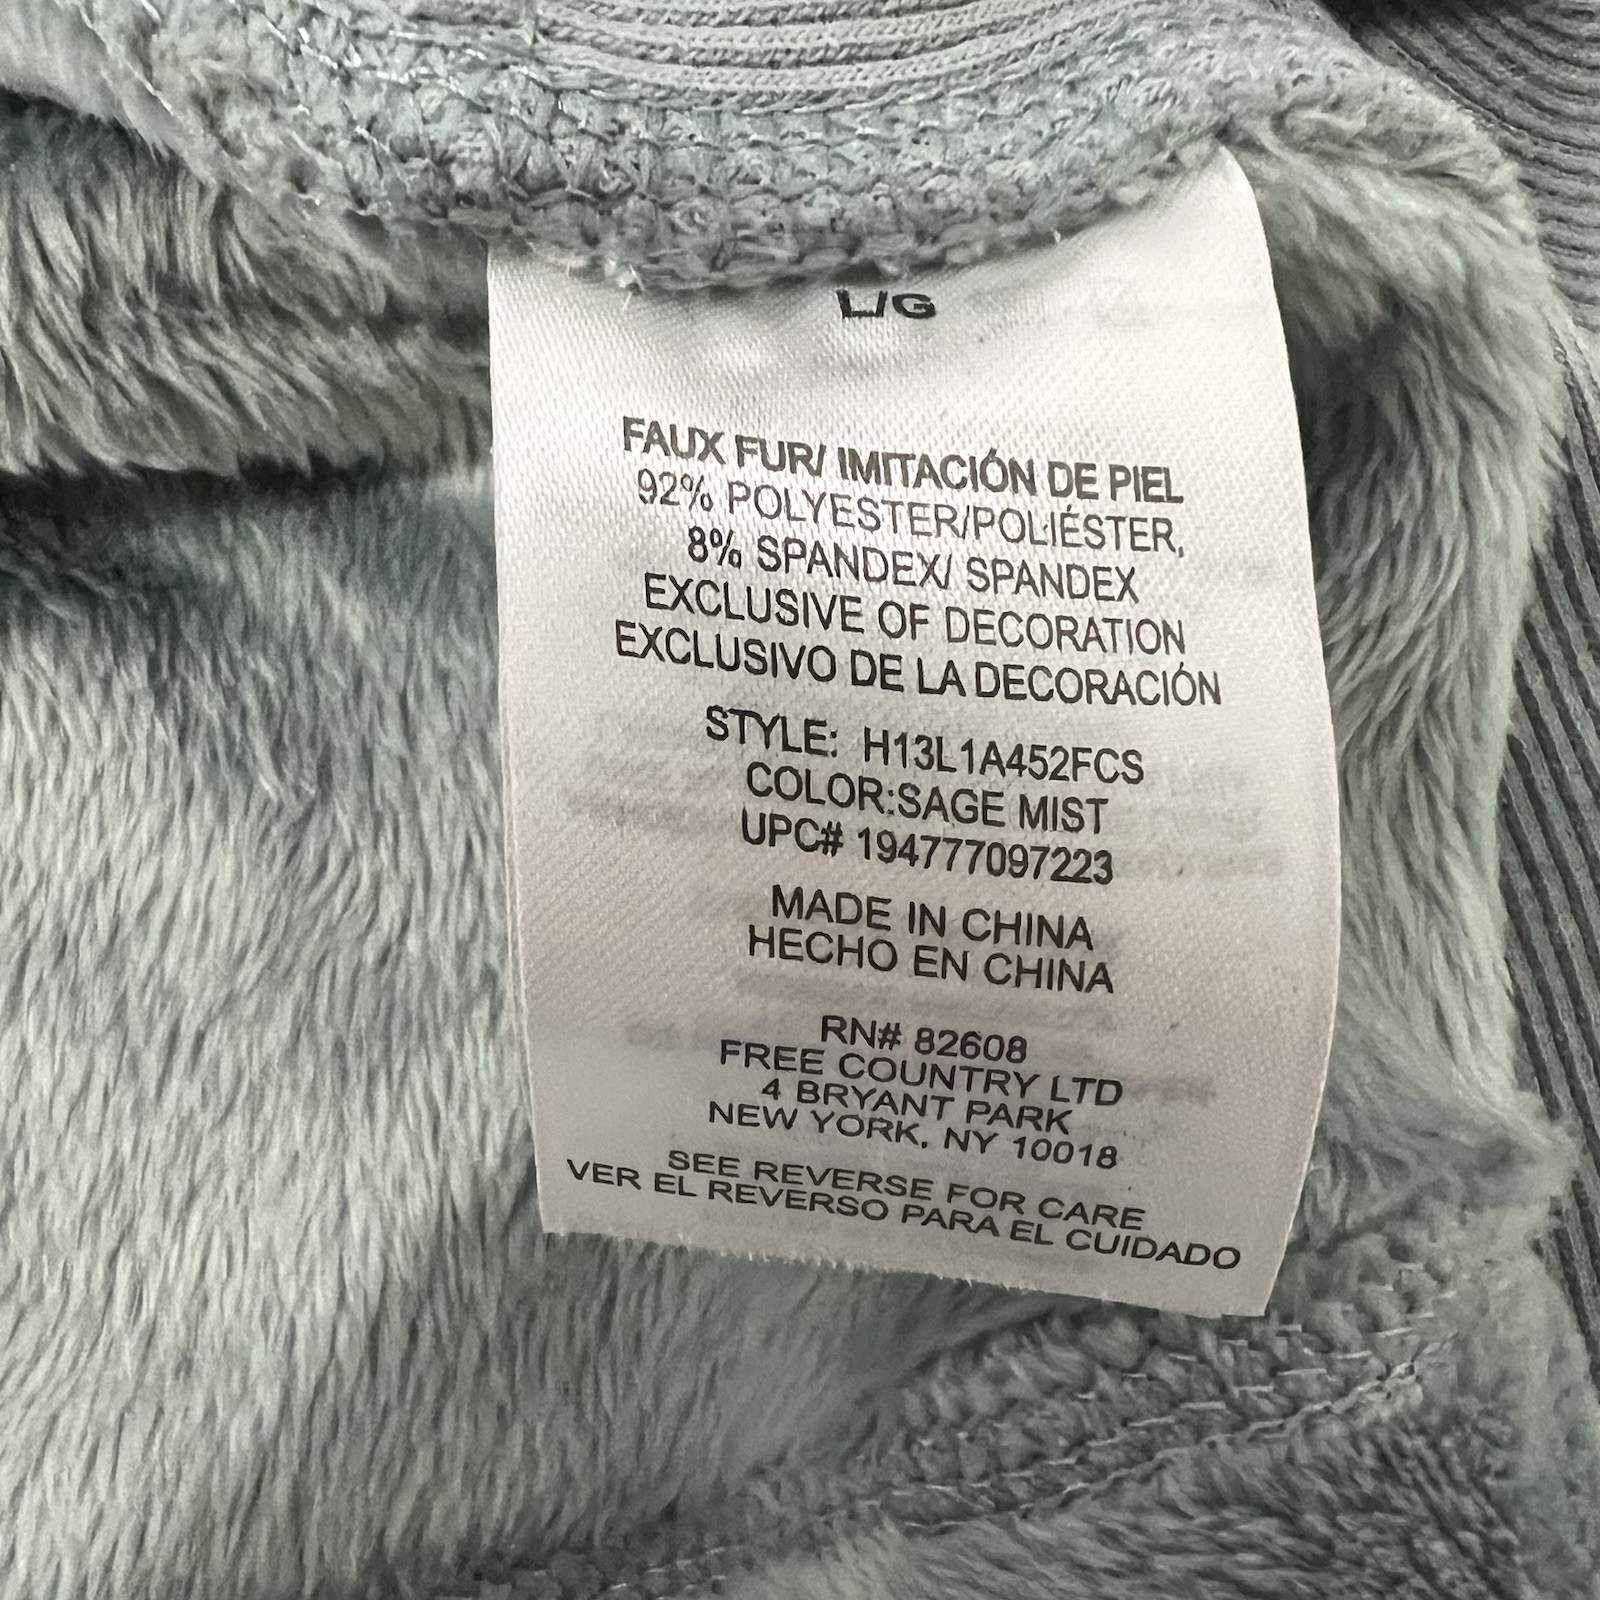 L/G
FAUX FUR/ IMITACIÓN DE PIEL
92% POLYESTER/POLIÉSTER,
8% SPANDEX/ SPANDEX
EXCLUSIVE OF DECORATION
EXCLUSIVO DE LA DECORACIÓN
STYLE: H13L1A452FCS
COLOR:SAGE MIST
UPC# 194777097223
MADE IN CHINA
HECHO EN CHINA
RN# 82608
FREE COUNTRY LTD
4 BRYANT PARK
NEW YORK, NY 10018
SEE REVERSE FOR CARE
VER EL REVERSO PARA EL CUIDADO